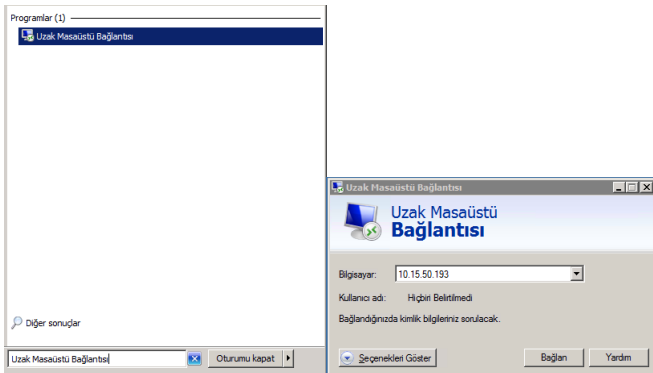 Programlar (1)
Uzak Masaüstü Bağlantısı
Diğer sonuçlar
Uzak Masaüstü Bağlantısı
Oturumu kapat
Uzak Masaüstü Bağlantısı
Uzak Masaüstü
Bağlantısı
Bilgisayar: 10.15.50.193
Kullanıcı adı: Hiçbiri Belirtilmedi
Bağlandığınızda kimlik bilgileriniz sorulacak.
Seçenekleri Göster Bağlan Yardım